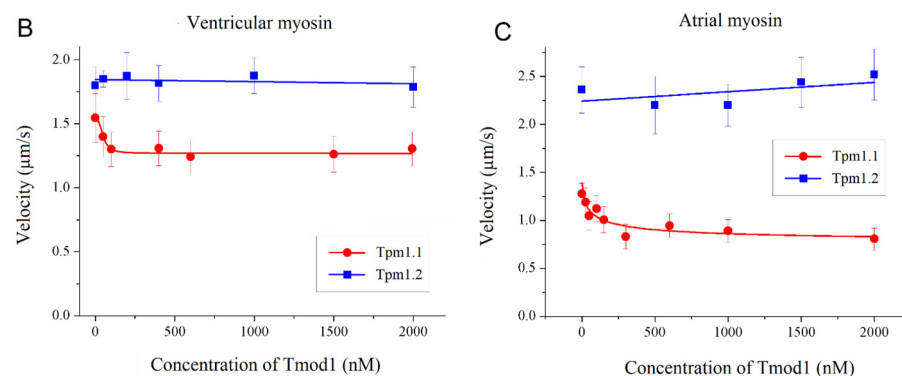 B
Ventricular myosin
2.0
1.5
1.0
0.5
0.0
Velocity (μm/s)
Tpm1.1
Tpm1.2
0 500 1000 1500 2000
Concentration of Tmod1 (nM)
C
Atrial myosin
2.5
2.0
1.5
1.0
0.5
0.0
Velocity (μm/s)
Tpm1.1
Tpm1.2
0 500 1000 1500 2000
Concentration of Tmod1 (nM)